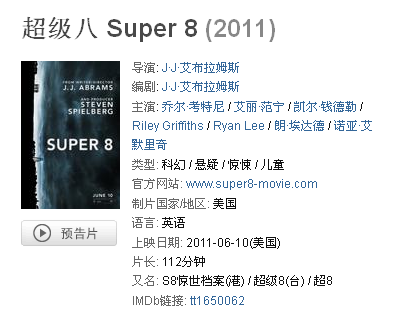 超级八 Super 8 (2011)
FROM WRITER/DIRECTOR
J.J. ABRAMS
AND PRODUCER
STEVEN
SPIELBERG
SUPER 8
JUNE 10
预告片
导演: J·J·艾布拉姆斯
编剧: J·J·艾布拉姆斯
主演: 乔尔·考特尼 / 艾丽·范宁 / 凯尔·钱德勒 /
Riley Griffiths / Ryan Lee / 朗·埃达德 / 诺亚·艾
默里奇
类型: 科幻 / 悬疑 / 惊悚 / 儿童
官方网站: www.super8-movie.com
制片国家/地区: 美国
语言: 英语
上映日期: 2011-06-10(美国)
片长: 112分钟
又名: S8惊世档案(港) / 超级8(台) / 超8
IMDb链接: tt1650062